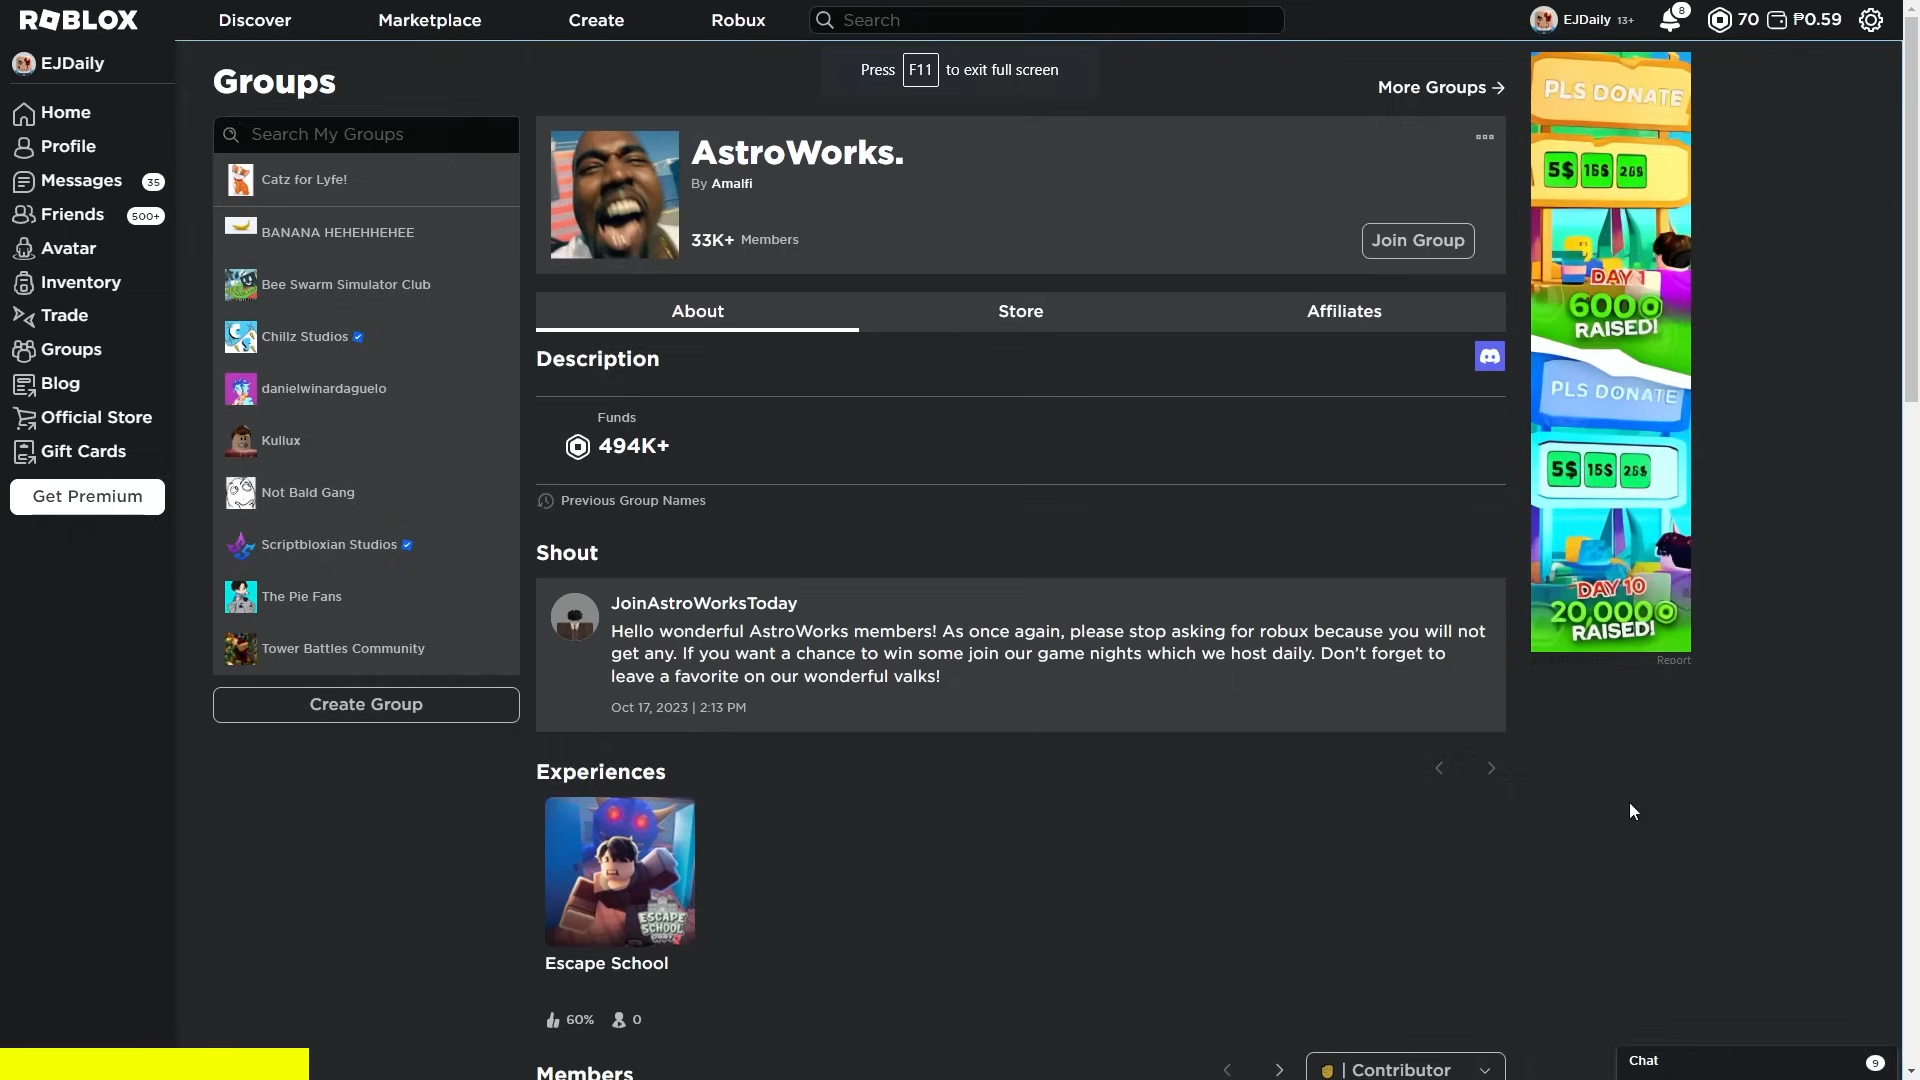 ROBLOX
Discover
Marketplace
Create
Robux
Search
EJDaily 13+
8
70
₱0.59
EJDaily
Home
Profile
Messages 35
Friends 500+
Avatar
Inventory
Trade
Groups
Blog
Official Store
Gift Cards
Get Premium
Groups
Press F11 to exit full screen
More Groups
Search My Groups
Catz for Lyfe!
BANANA HEHEHHEHEE
Bee Swarm Simulator Club
Chillz Studios
danielwinardaguelo
Kullux
Not Bald Gang
Scriptbloxian Studios
The Pie Fans
Tower Battles Community
Create Group
AstroWorks.
By Amalfi
33K+ Members
Join Group
About
Store
Affiliates
Description
Funds
494K+
Previous Group Names
Shout
JoinAstroWorksToday
Hello wonderful AstroWorks members! As once again, please stop asking for robux because you will not
get any. If you want a chance to win some join our game nights which we host daily. Don't forget to
leave a favorite on our wonderful valks!
Oct 17, 2023 | 2:13 PM
Experiences
ESCAPE
SCHOOL
Escape School
60% 0
Members
| Contributor
PLS DONATE
5$ 15$ 25$
DAY 1
600
RAISED!
PLS DONATE
5$ 15$ 25$
DAY 10
20,000
RAISED!
Report
Chat 9